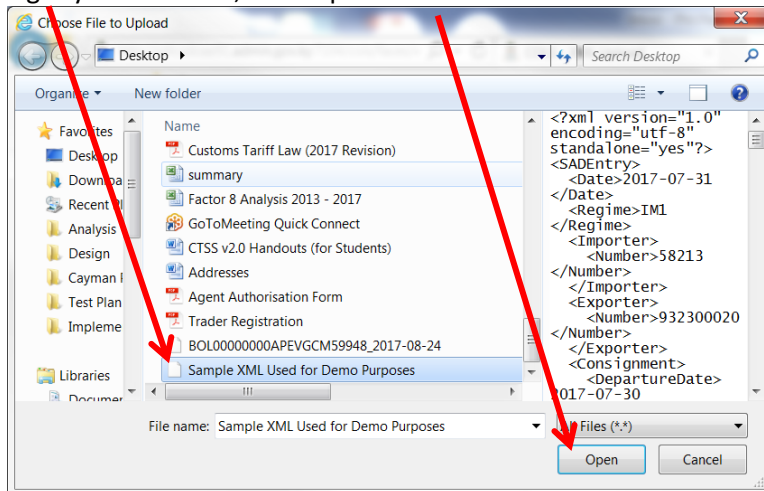 Choose File to Upload
Desktop
Search Desktop
Organize
New folder
Favorites
Desktop
Recent
Analysis
Design
Cayman
Test Plan
Libraries
Name
Customs Tariff Law (2017 Revision)
summary
Factor 8 Analysis 2013 - 2017
GoToMeeting Quick Connect
CTSS v2.0 Handouts (for Students)
Addresses
Agent Authorisation Form
Trader Registration
BOL00000000APEVGCM59948_2017-08-24
Sample XML Used for Demo Purposes
<?xml version="1.0"
encoding="utf-8"
standalone="yes"?>
<SADEntry>
<Date>2017-07-31
</Date>
<Regime>IM1
</Regime>
<Importer>
<Number>58213
</Number>
</Importer>
<Exporter>
<Number>932300020
</Number>
</Exporter>
<Consignment>
<DepartureDate>
2017-07-30
File name: Sample XML Used for Demo Purposes
Files (*.*)
Open
Cancel